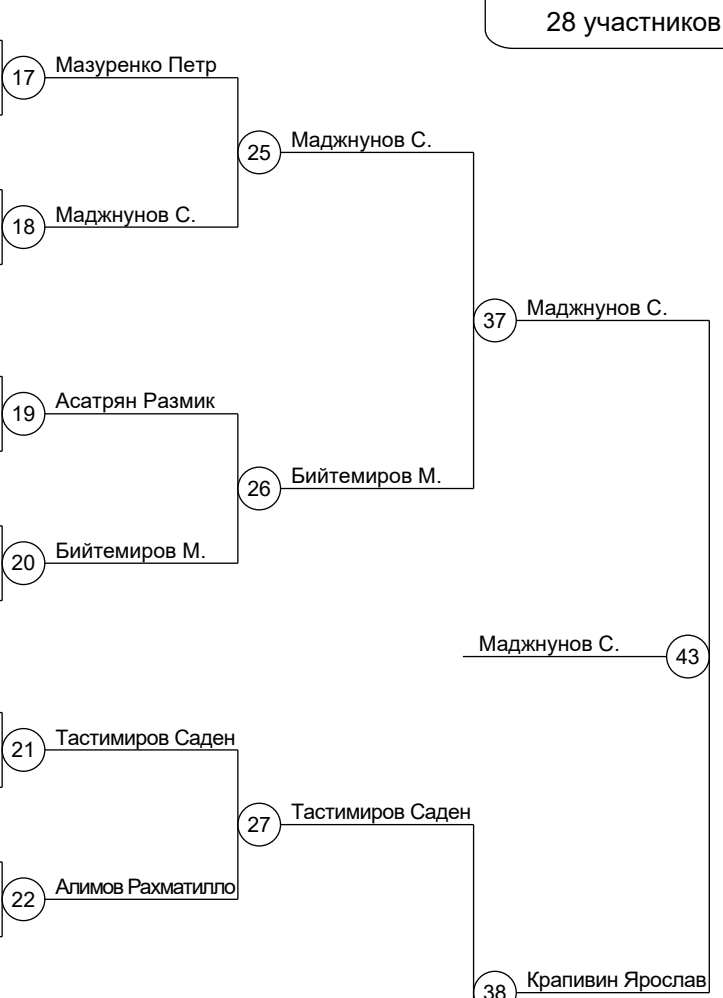 28 участников
17 Мазуренко Петр
25 Маджнунов С.
18 Маджнунов С.
37 Маджнунов С.
19 Асатрян Размик
26 Бийтемиров М.
20 Бийтемиров М.
Маджнунов С. 43
21 Тастимиров Саден
27 Тастимиров Саден
22 Алимов Рахматилло
38 Крапивин Ярослав